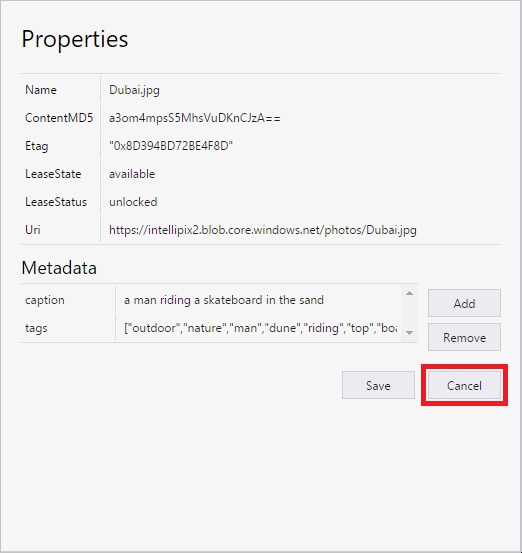 Properties
Name Dubai.jpg
ContentMD5 a3om4mpsS5MhsVuDKnCJzA==
Etag "0x8D394BD72BE4F8D"
LeaseState available
LeaseStatus unlocked
Uri https://intellipix2.blob.core.windows.net/photos/Dubai.jpg
Metadata
caption a man riding a skateboard in the sand
Add
tags ["outdoor","nature","man","dune","riding","top","boa
Remove
Save Cancel